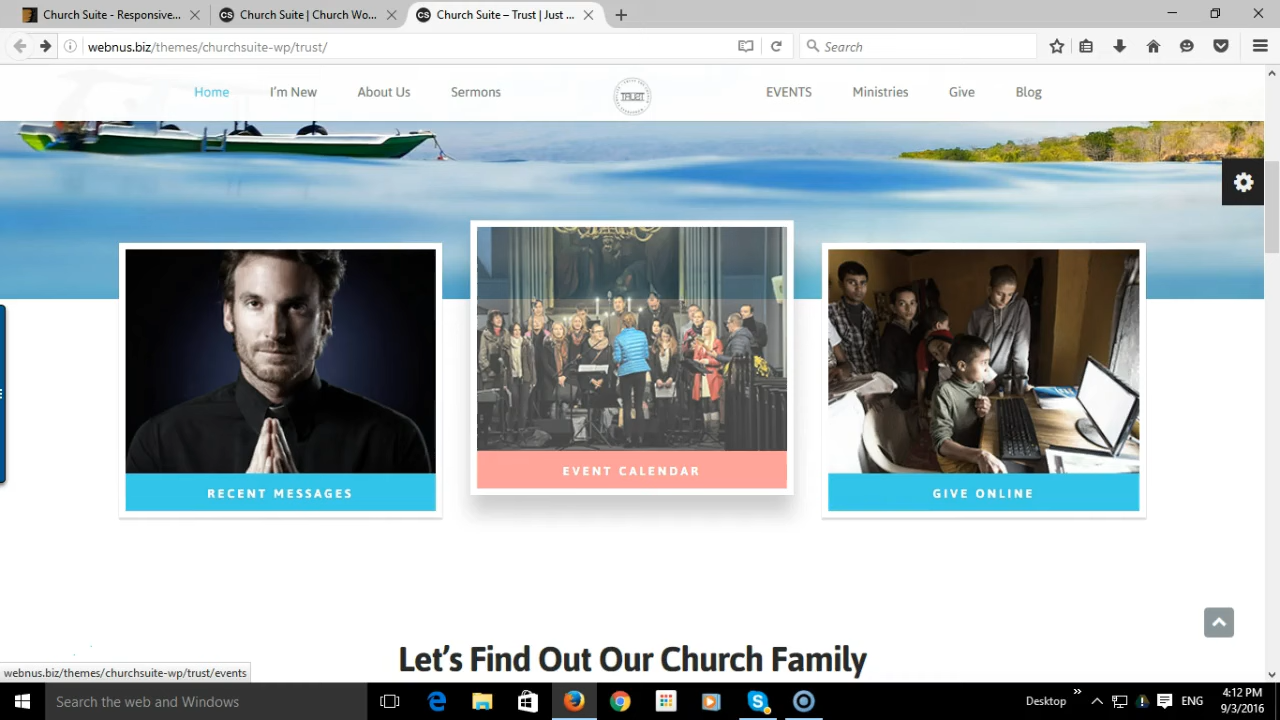 Church Suite - Responsive...
Church Suite | Church Wo...
Church Suite – Trust | Just ...
webnus.biz/themes/churchsuite-wp/trust/
Search
Home
I'm New
About Us
Sermons
TRUST
EVENTS
Ministries
Give
Blog
RECENT MESSAGES
EVENT CALENDAR
GIVE ONLINE
Let's Find Out Our Church Family
webnus.biz/themes/churchsuite-wp/trust/events
Search the web and Windows
Desktop
ENG
4:12 PM
9/3/2016